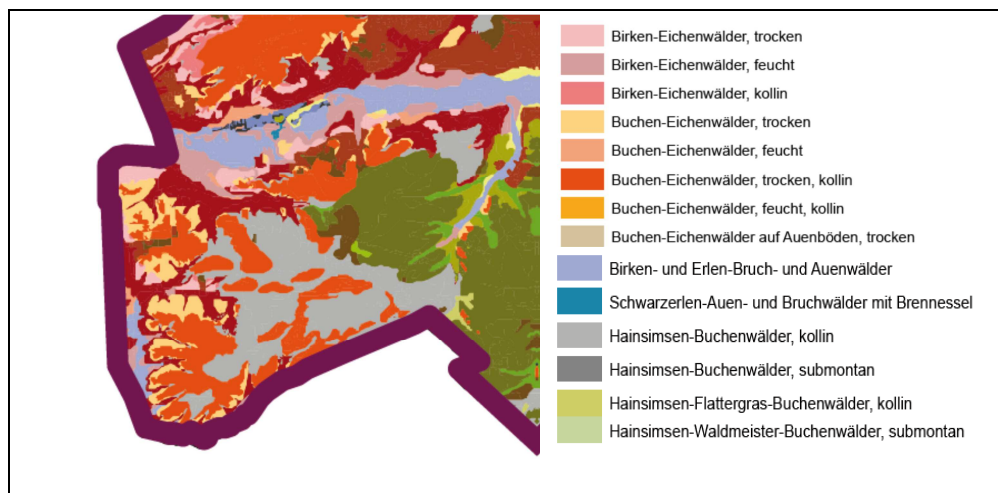 Birken-Eichenwälder, trocken
Birken-Eichenwälder, feucht
Birken-Eichenwälder, kollin
Buchen-Eichenwälder, trocken
Buchen-Eichenwälder, feucht
Buchen-Eichenwälder, trocken, kollin
Buchen-Eichenwälder, feucht, kollin
Buchen-Eichenwälder auf Auenböden, trocken
Birken- und Erlen-Bruch- und Auenwälder
Schwarzerlen-Auen- und Bruchwälder mit Brennessel
Hainsimsen-Buchenwälder, kollin
Hainsimsen-Buchenwälder, submontan
Hainsimsen-Flattergras-Buchenwälder, kollin
Hainsimsen-Waldmeister-Buchenwälder, submontan